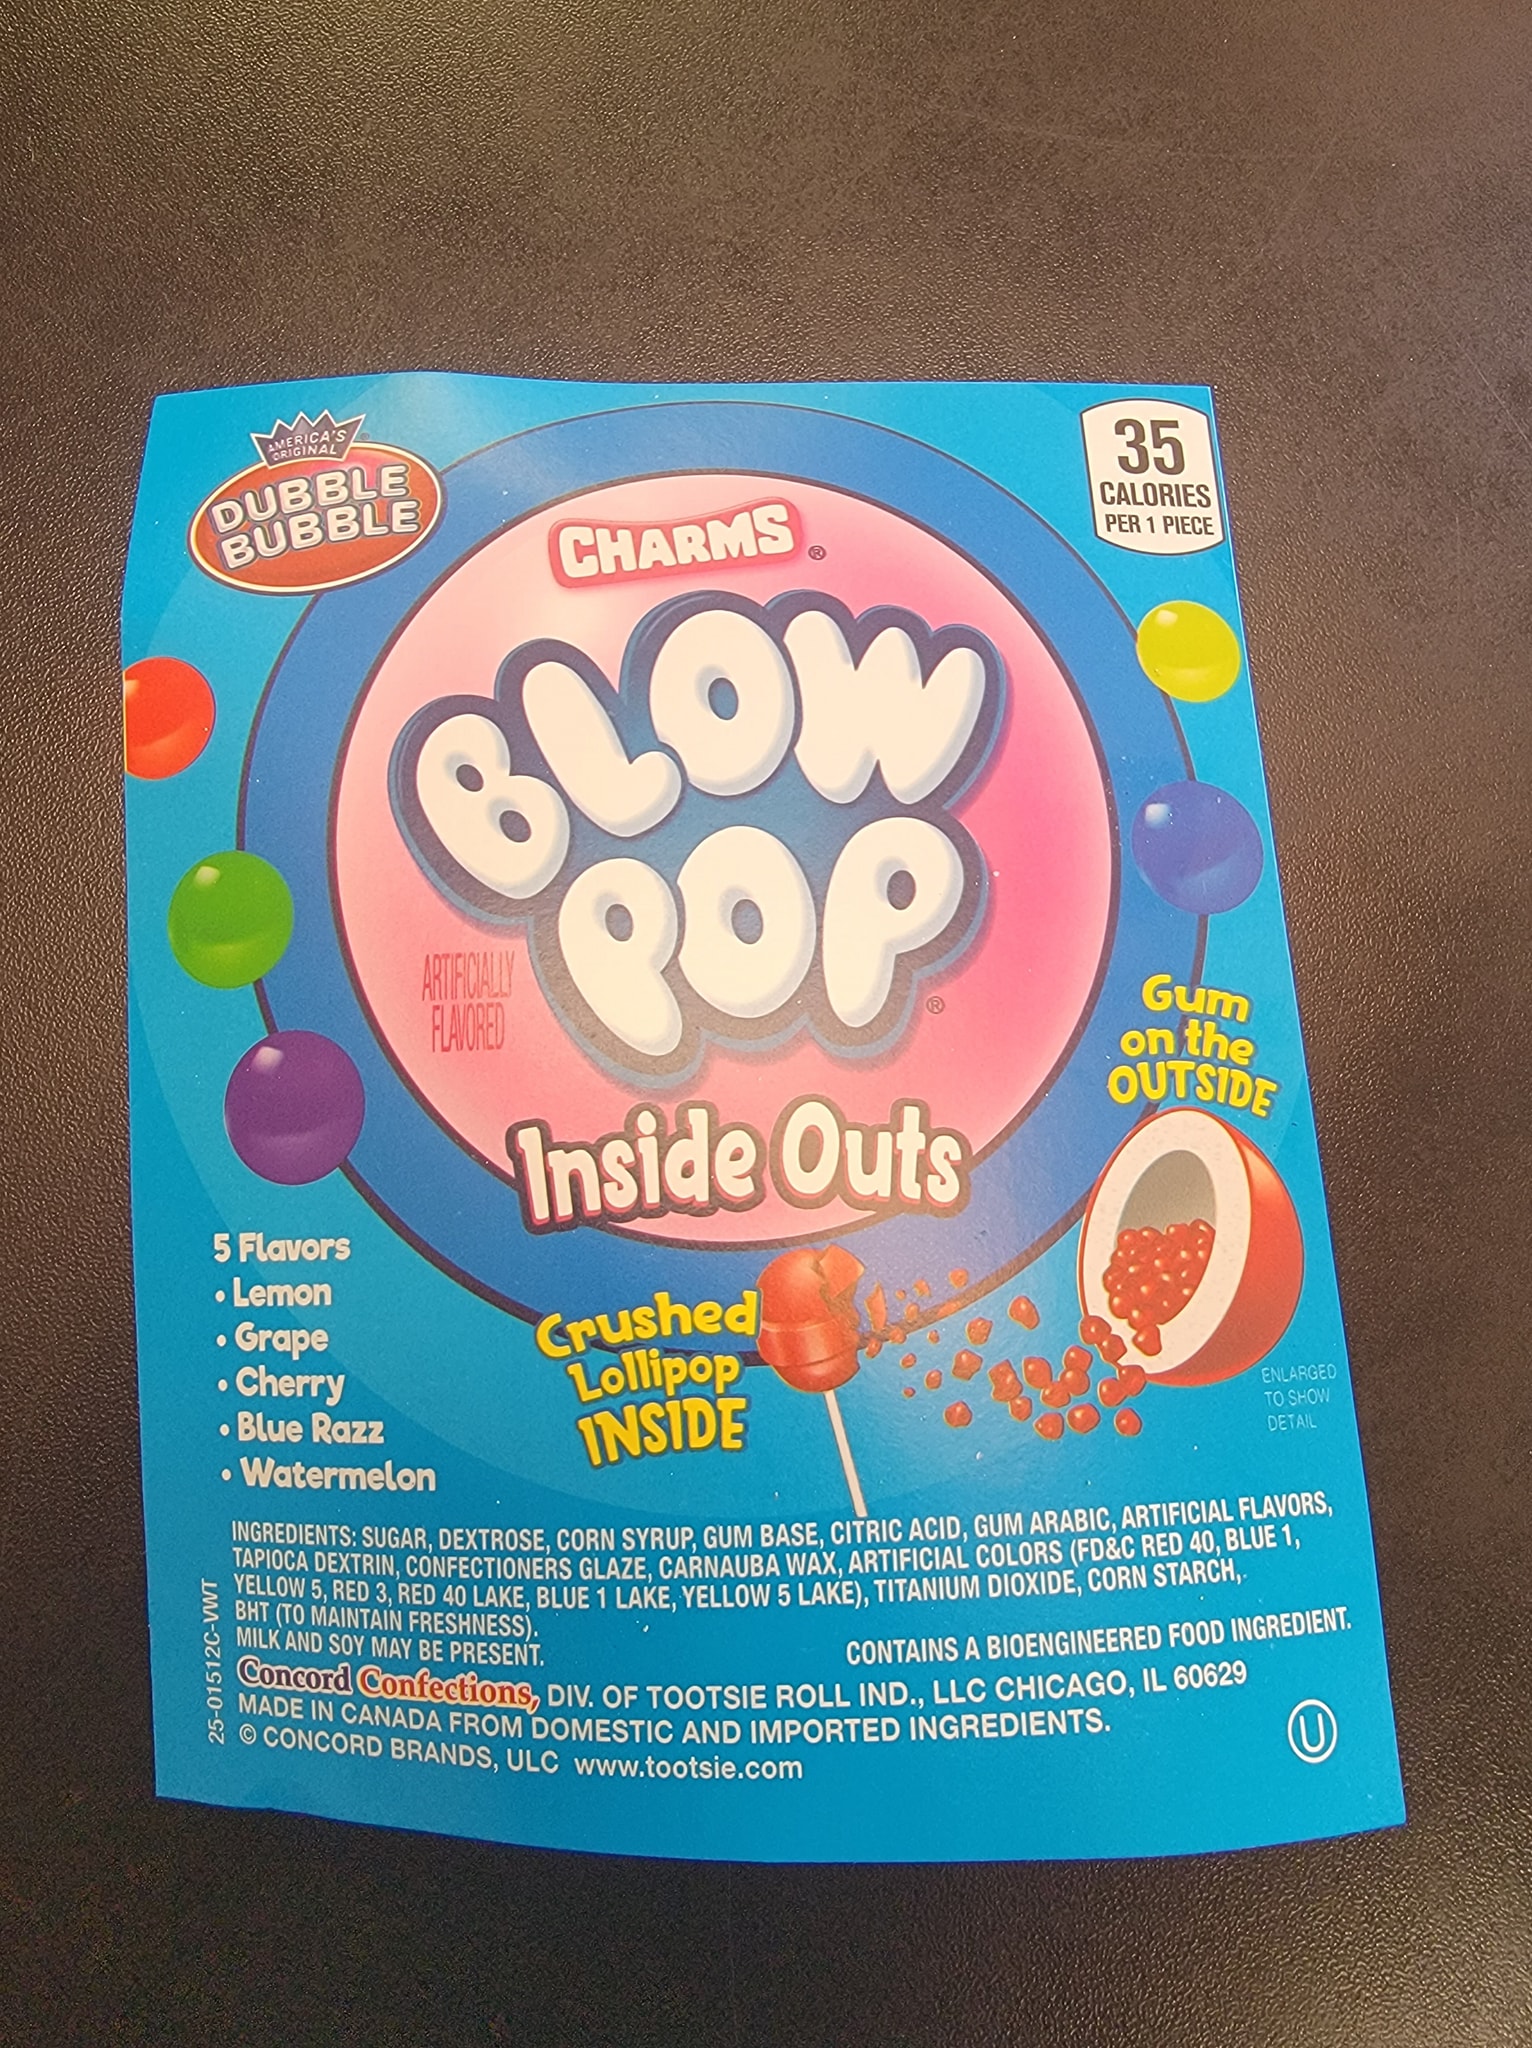 AMERICA'S
ORIGINAL
DUBBLE
BUBBLE
®
35
CALORIES
PER 1 PIECE
CHARMS
®
BLOW
POP
®
ARTIFICIALLY
FLAVORED
Inside Outs
Gum
on the
OUTSIDE
5 Flavors
• Lemon
• Grape
• Cherry
• Blue Razz
• Watermelon
Crushed
Lollipop
INSIDE
ENLARGED
TO SHOW
DETAIL
INGREDIENTS: SUGAR, DEXTROSE, CORN SYRUP, GUM BASE, CITRIC ACID, GUM ARABIC, ARTIFICIAL FLAVORS,
TAPIOCA DEXTRIN, CONFECTIONERS GLAZE, CARNAUBA WAX, ARTIFICIAL COLORS (FD&C RED 40, BLUE 1,
YELLOW 5, RED 3, RED 40 LAKE, BLUE 1 LAKE, YELLOW 5 LAKE), TITANIUM DIOXIDE, CORN STARCH,
BHT (TO MAINTAIN FRESHNESS).
MILK AND SOY MAY BE PRESENT.
CONTAINS A BIOENGINEERED FOOD INGREDIENT.
Concord Confections, DIV. OF TOOTSIE ROLL IND., LLC CHICAGO, IL 60629
MADE IN CANADA FROM DOMESTIC AND IMPORTED INGREDIENTS.
© CONCORD BRANDS, ULC www.tootsie.com
U
25-01512C-VWT